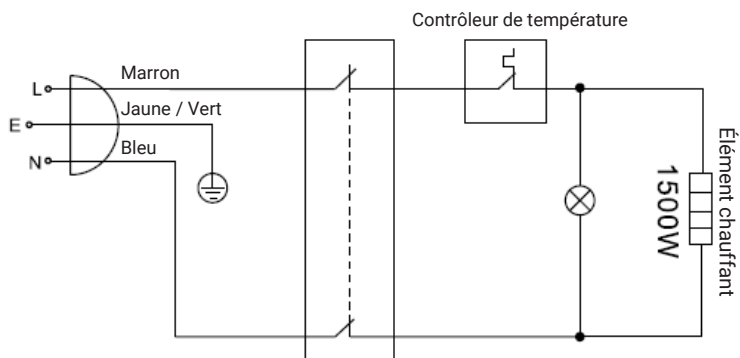 Contrôleur de température
L
Marron
E
Jaune / Vert
N
Bleu
1500W
Élément chauffant